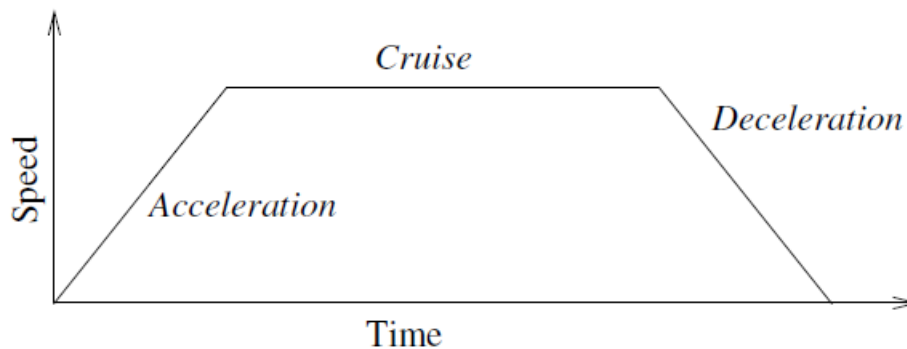 Cruise
Deceleration
Speed
Acceleration
Time